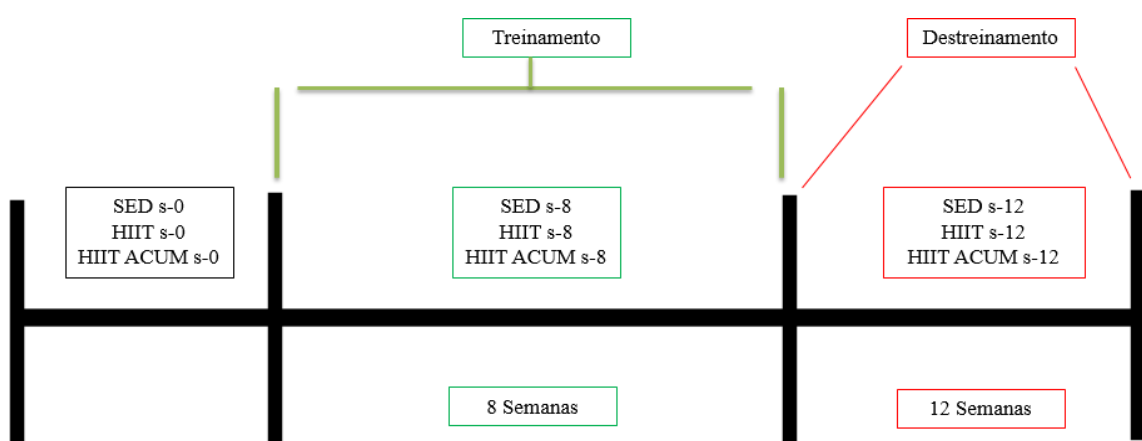 Treinamento
Destreinamento
SED s-0
HIIT s-0
HIIT ACUM s-0
SED s-8
HIIT s-8
HIIT ACUM s-8
SED s-12
HIIT s-12
HIIT ACUM s-12
8 Semanas
12 Semanas